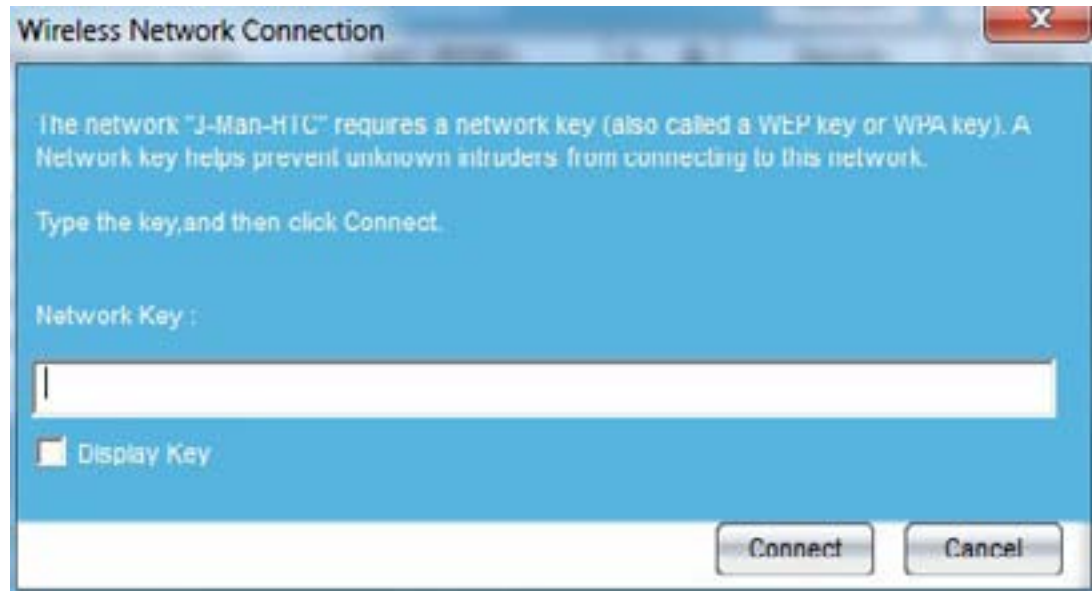 Wireless Network Connection
The network "J-Man-HTC" requires a network key (also called a WEP key or WPA key). A
Network key helps prevent unknown intruders from connecting to this network.
Type the key,and then click Connect.
Network Key :
Display Key
Connect Cancel